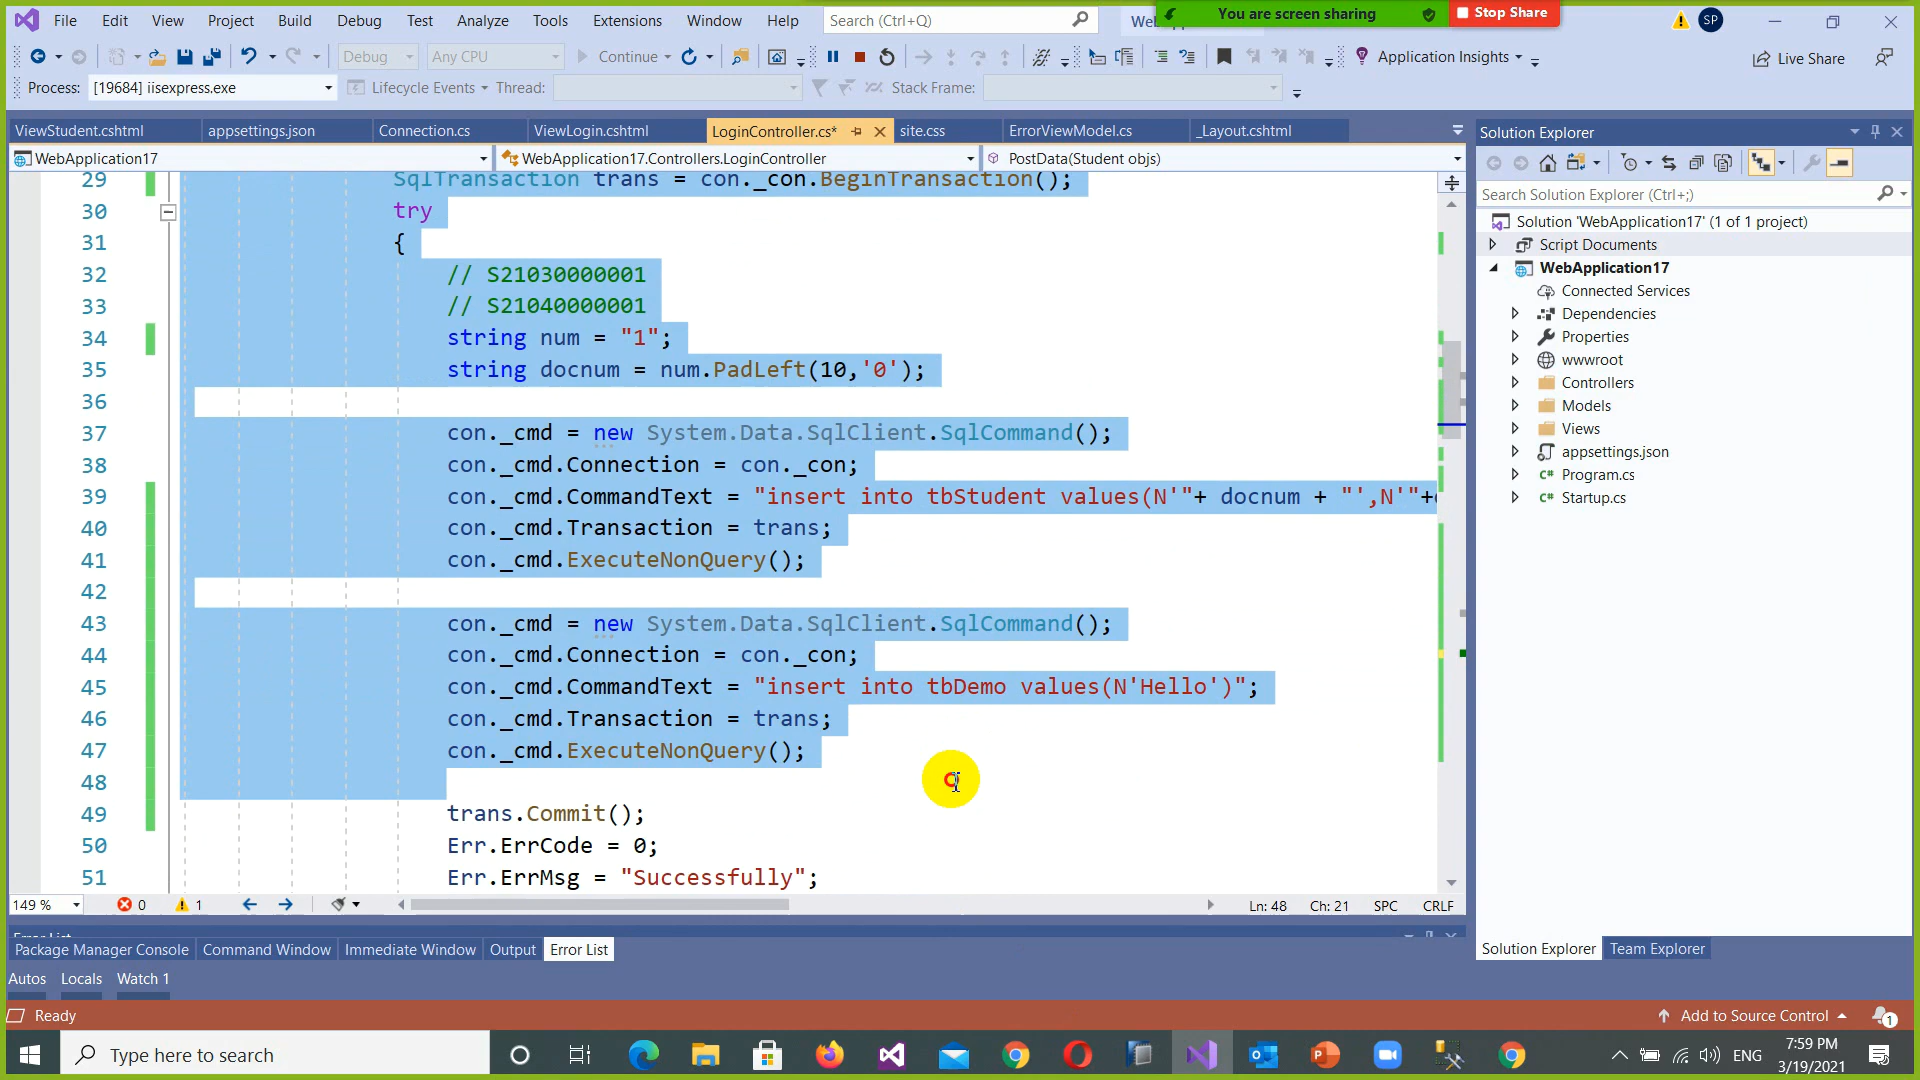 File Edit View Project Build Debug Test Analyze Tools Extensions Window Help Search (Ctrl+Q) You are screen sharing Stop Share SP
Debug Any CPU Continue Application Insights Live Share
Process: [19684] iisexpress.exe Lifecycle Events Thread: Stack Frame:
ViewStudent.cshtml appsettings.json Connection.cs ViewLogin.cshtml LoginController.cs* site.css ErrorViewModel.cs _Layout.cshtml
WebApplication17 WebApplication17.Controllers.LoginController PostData(Student objs)
29 SqlTransaction trans = con._con.BeginTransaction();
30 try
31 {
32 // S21030000001
33 // S21040000001
34 string num = "1";
35 string docnum = num.PadLeft(10,'0');
36
37 con._cmd = new System.Data.SqlClient.SqlCommand();
38 con._cmd.Connection = con._con;
39 con._cmd.CommandText = "insert into tbStudent values(N'"+ docnum + "',N'"+
40 con._cmd.Transaction = trans;
41 con._cmd.ExecuteNonQuery();
42
43 con._cmd = new System.Data.SqlClient.SqlCommand();
44 con._cmd.Connection = con._con;
45 con._cmd.CommandText = "insert into tbDemo values(N'Hello')";
46 con._cmd.Transaction = trans;
47 con._cmd.ExecuteNonQuery();
48
49 trans.Commit();
50 Err.ErrCode = 0;
51 Err.ErrMsg = "Successfully";
149 % 0 1 Ln: 48 Ch: 21 SPC CRLF
Solution Explorer
Search Solution Explorer (Ctrl+;)
Solution 'WebApplication17' (1 of 1 project)
Script Documents
WebApplication17
Connected Services
Dependencies
Properties
wwwroot
Controllers
Models
Views
appsettings.json
C# Program.cs
C# Startup.cs
Solution Explorer Team Explorer
Package Manager Console Command Window Immediate Window Output Error List
Autos Locals Watch 1
Ready Add to Source Control 1
Type here to search ENG 7:59 PM
3/19/2021